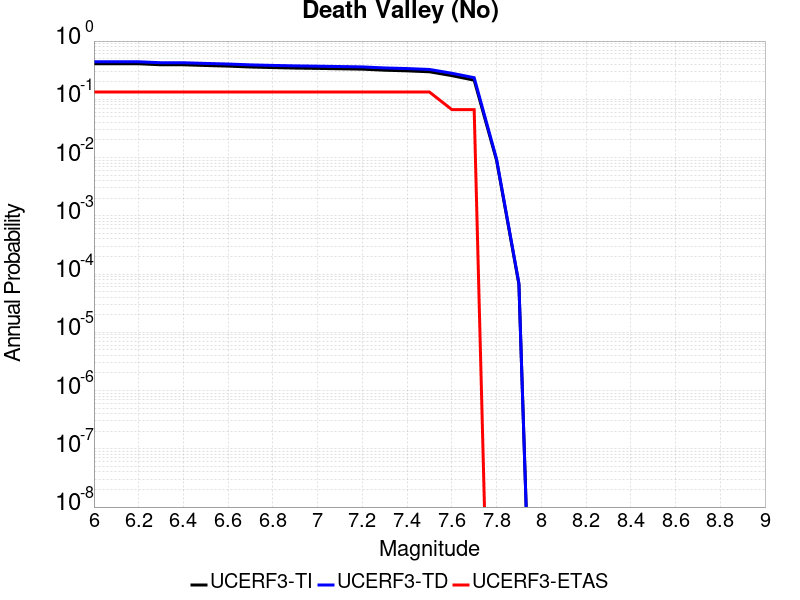 Death Valley (No)
10^0
10^-1
10^-2
10^-3
10^-4
10^-5
10^-6
10^-7
10^-8
Annual Probability
6 6.2 6.4 6.6 6.8 7 7.2 7.4 7.6 7.8 8 8.2 8.4 8.6 8.8 9
Magnitude
UCERF3-TI UCERF3-TD UCERF3-ETAS